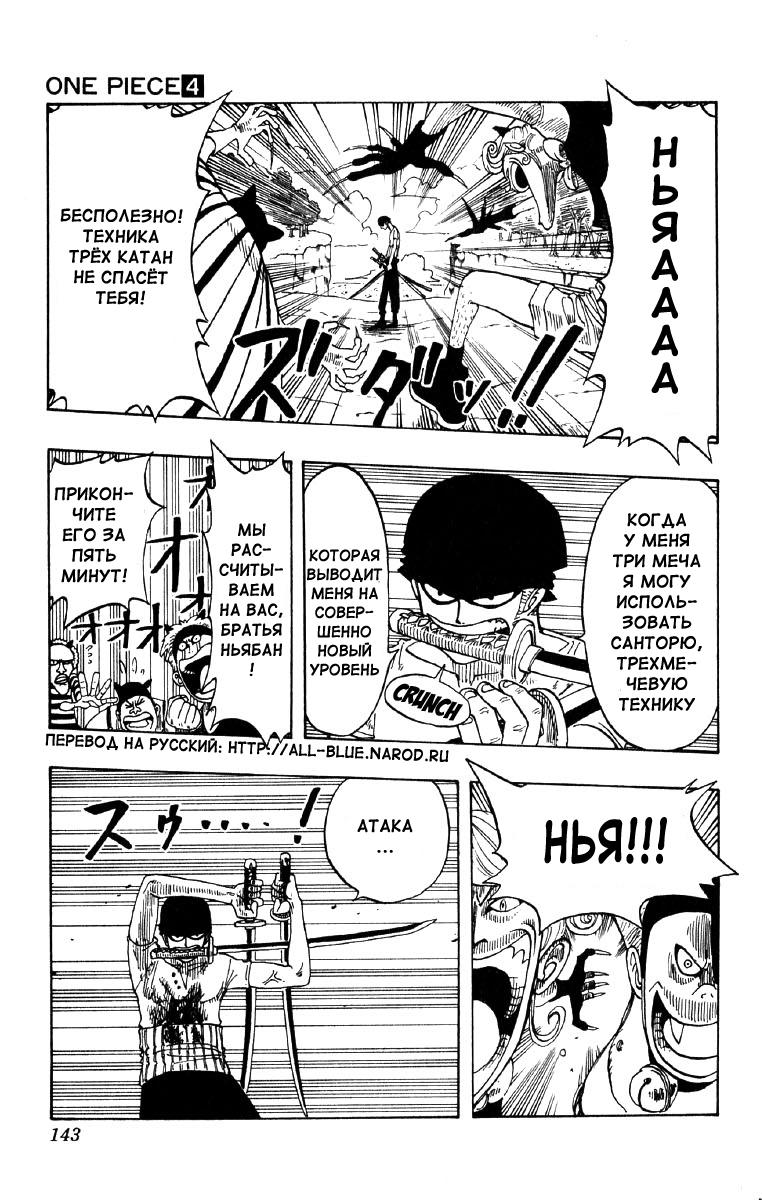 ONE PIECE 4
НЬЯАААА
БЕСПОЛЕЗНО!
ТЕХНИКА
ТРЁХ КАТАН
НЕ СПАСЁТ
ТЕБЯ!
ズダッ!!
КОГДА
У МЕНЯ
ТРИ МЕЧА
Я МОГУ
ИСПОЛЬ-
ЗОВАТЬ
САНТОРЮ,
ТРЕХМЕ-
ЧЕВУЮ
ТЕХНИКУ
КОТОРАЯ
ВЫВОДИТ
МЕНЯ НА
СОВЕР-
ШЕННО
НОВЫЙ
УРОВЕНЬ
CRUNCH
МЫ
РАС-
СЧИТЫ-
ВАЕМ
НА ВАС,
БРАТЬЯ
НЬЯБАН
!
ПРИКОН-
ЧИТЕ
ЕГО ЗА
ПЯТЬ
МИНУТ!
オオオオオ
ПЕРЕВОД НА РУССКИЙ: HTTP://ALL-BLUE.NAROD.RU
НЬЯ!!!
АТАКА
...
スゥ....!
143